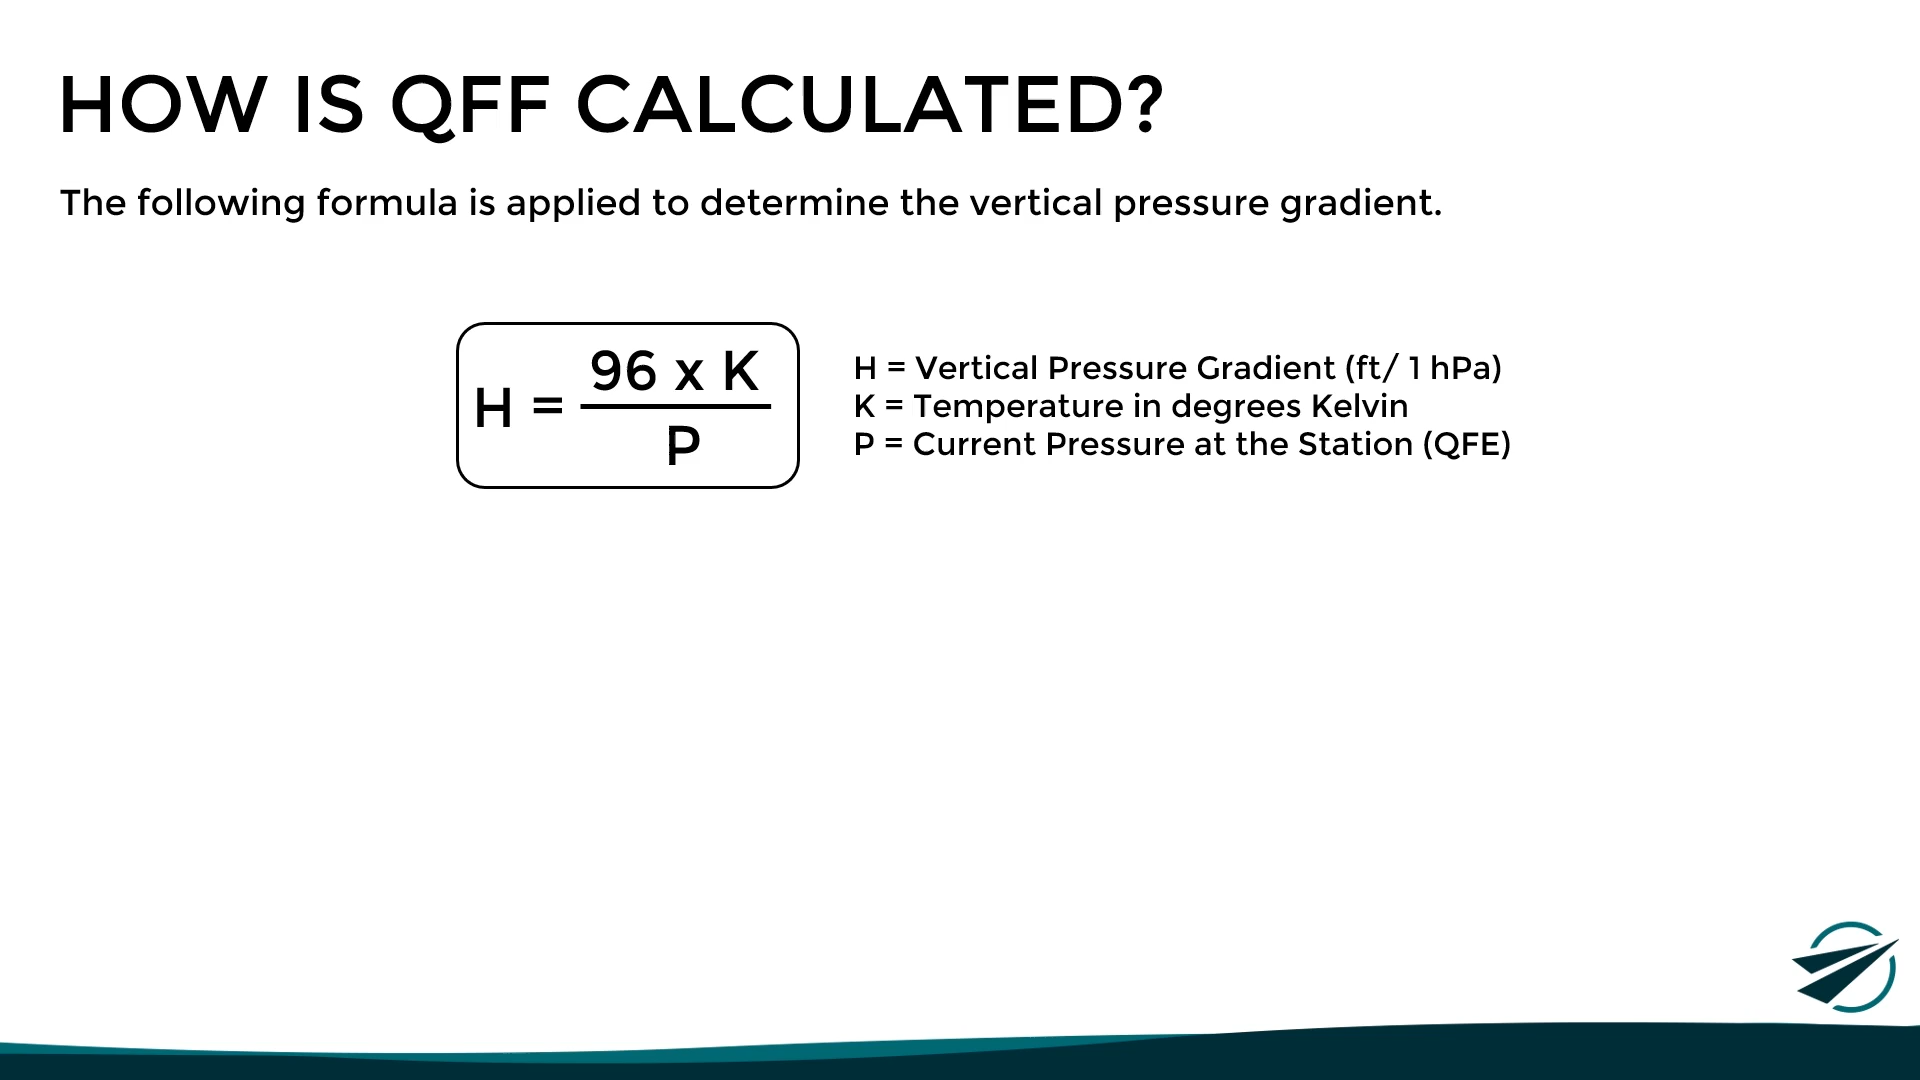 HOW IS QFF CALCULATED?
The following formula is applied to determine the vertical pressure gradient.
H = 96 x K / P
H = Vertical Pressure Gradient (ft/ 1 hPa)
K = Temperature in degrees Kelvin
P = Current Pressure at the Station (QFE)